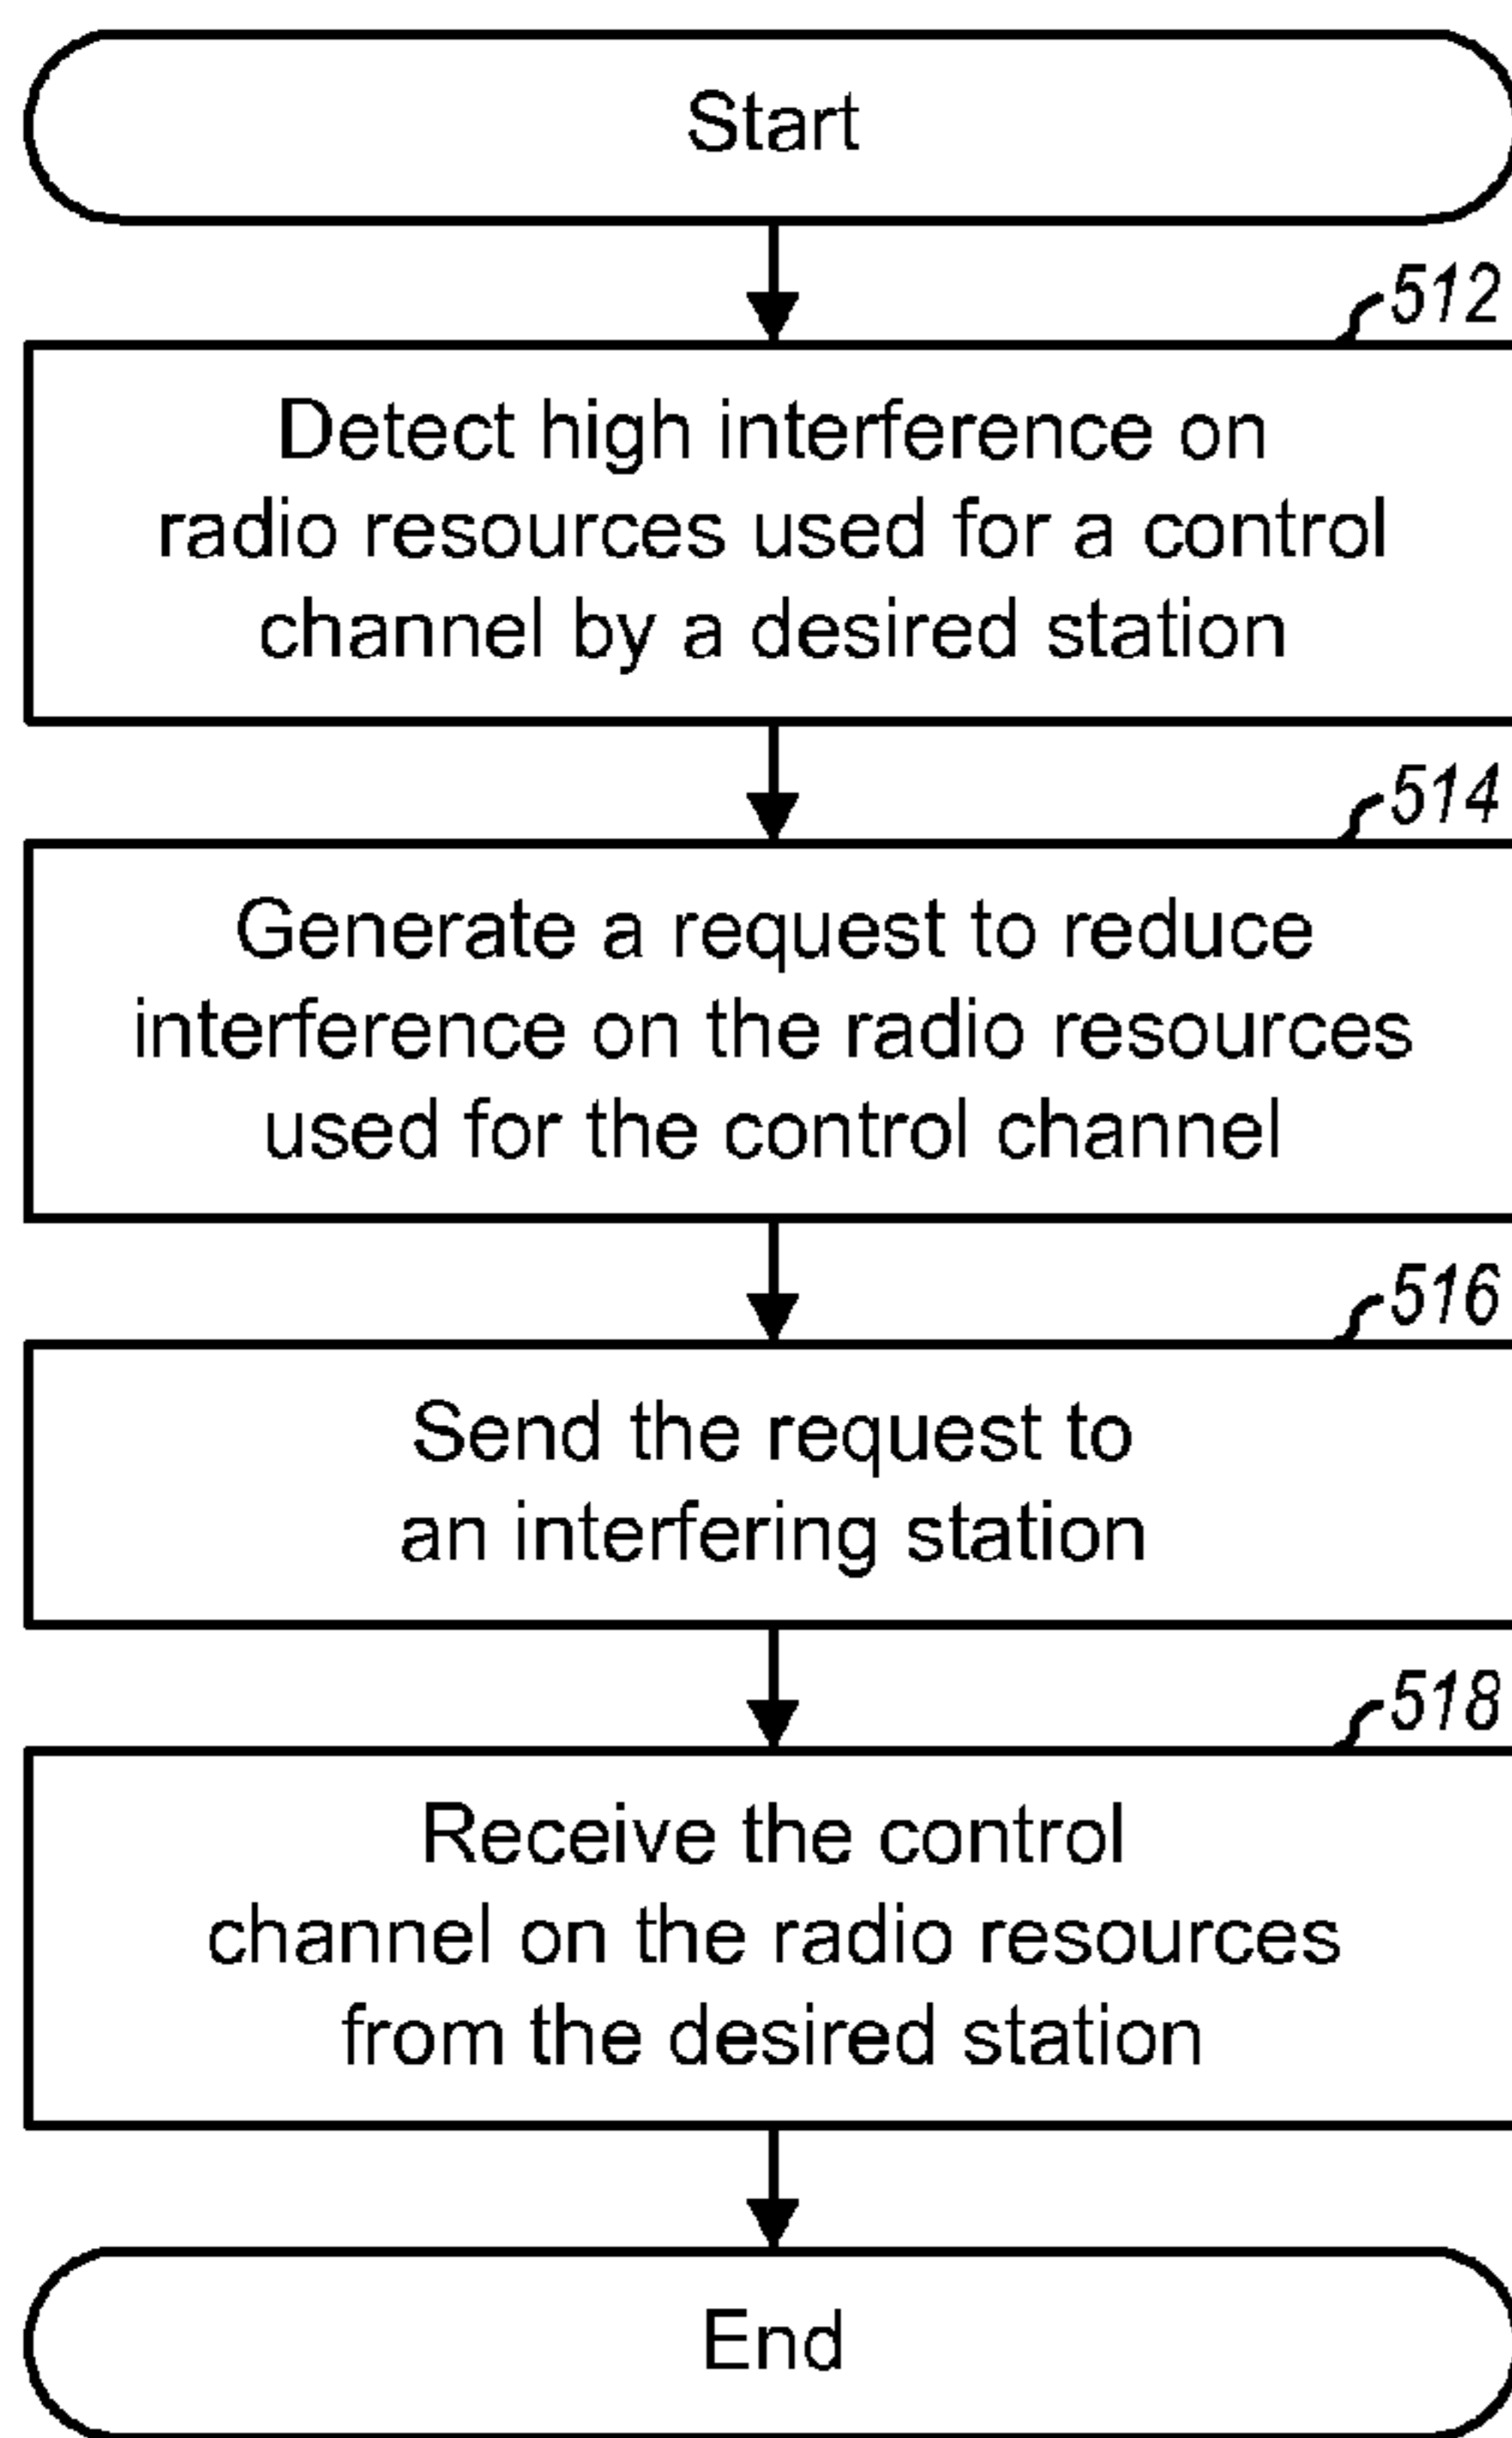 Start
512
Detect high interference on
radio resources used for a control
channel by a desired station
514
Generate a request to reduce
interference on the radio resources
used for the control channel
516
Send the request to
an interfering station
518
Receive the control
channel on the radio resources
from the desired station
End